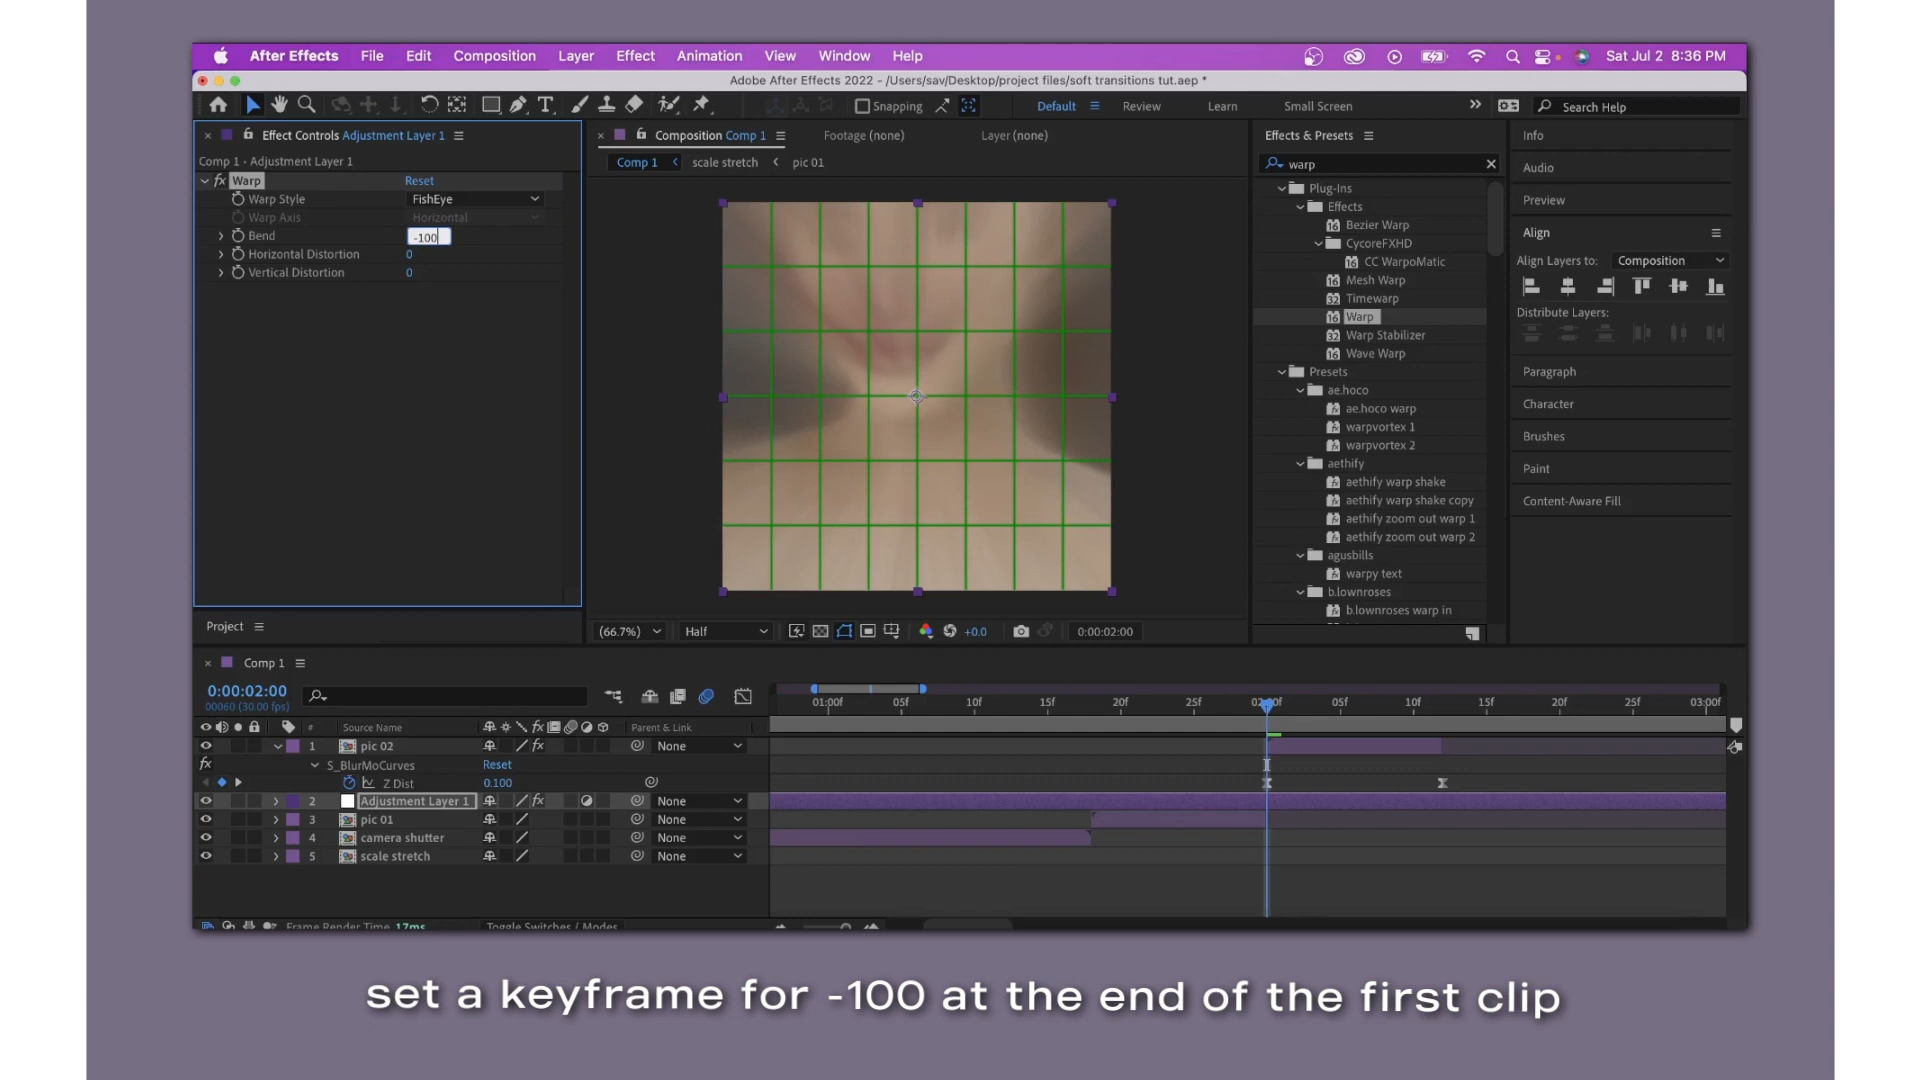 After Effects File Edit Composition Layer Effect Animation View Window Help Sat Jul 2 8:36 PM
Adobe After Effects 2022 - /Users/sav/Desktop/project files/soft transitions tut.aep *
Snapping Default Review Learn Small Screen Search Help
Effect Controls Adjustment Layer 1
Comp 1 · Adjustment Layer 1
fx Warp Reset
Warp Style FishEye
Warp Axis Horizontal
Bend -100
Horizontal Distortion 0
Vertical Distortion 0
Project
Composition Comp 1 Footage (none) Layer (none)
Comp 1 scale stretch pic 01
(66.7%) Half +0.0 0:00:02:00
Effects & Presets
warp
Plug-Ins
Effects
Bezier Warp
CycoreFXHD
CC WarpoMatic
Mesh Warp
Timewarp
Warp
Warp Stabilizer
Wave Warp
Presets
ae.hoco
ae.hoco warp
warpvortex 1
warpvortex 2
aethify
aethify warp shake
aethify warp shake copy
aethify zoom out warp 1
aethify zoom out warp 2
agusbills
warpy text
b.lownroses
b.lownroses warp in
Info
Audio
Preview
Align
Align Layers to: Composition
Distribute Layers:
Paragraph
Character
Brushes
Paint
Content-Aware Fill
Comp 1
0:00:02:00
00060 (30.00 fps)
01:00f 05f 10f 15f 20f 25f 02:00f 05f 10f 15f 20f 25f 03:00f
# Source Name Parent & Link
1 pic 02 None
S_BlurMoCurves Reset
Z Dist 0.100
2 Adjustment Layer 1 None
3 pic 01 None
4 camera shutter None
5 scale stretch None
Frame Render Time 17ms Toggle Switches / Modes
set a keyframe for -100 at the end of the first clip